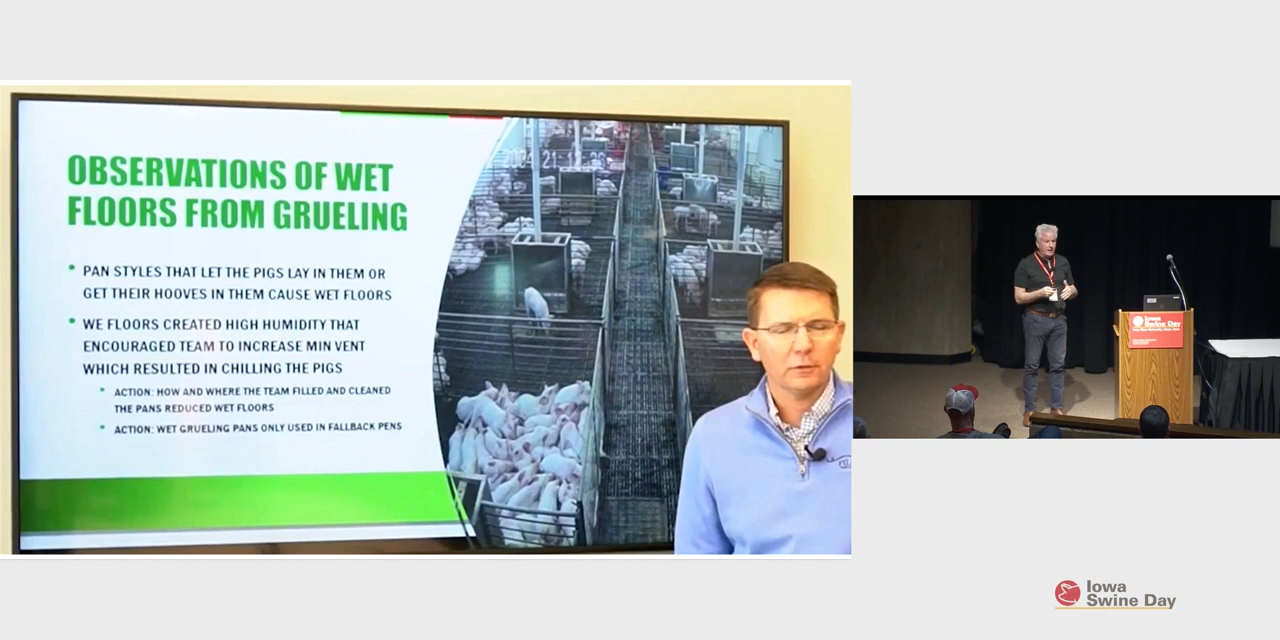 OBSERVATIONS OF WET
FLOORS FROM GRUELING
PAN STYLES THAT LET THE PIGS LAY IN THEM OR
GET THEIR HOOVES IN THEM CAUSE WET FLOORS
WE FLOORS CREATED HIGH HUMIDITY THAT
ENCOURAGED TEAM TO INCREASE MIN VENT
WHICH RESULTED IN CHILLING THE PIGS
ACTION: HOW AND WHERE THE TEAM FILLED AND CLEANED
THE PANS REDUCED WET FLOORS
ACTION: WET GRUELING PANS ONLY USED IN FALLBACK PENS
Iowa
Swine Day
Iowa
Swine Day